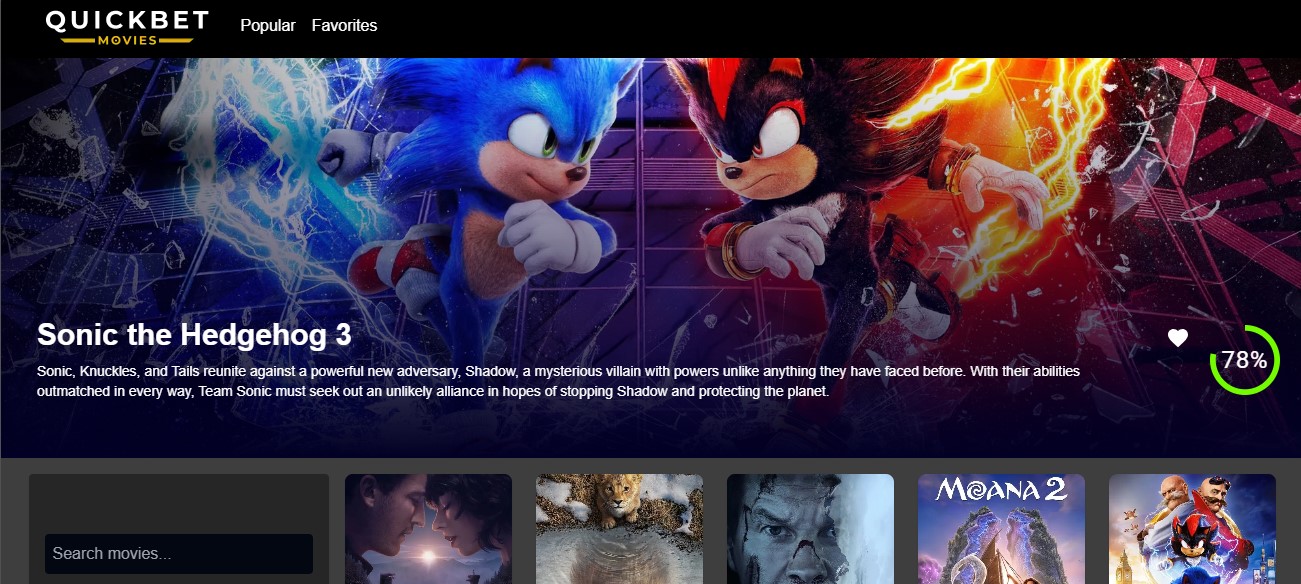 QUICKBET
MOVIES
Popular Favorites
Sonic the Hedgehog 3
Sonic, Knuckles, and Tails reunite against a powerful new adversary, Shadow, a mysterious villain with powers unlike anything they have faced before. With their abilities
outmatched in every way, Team Sonic must seek out an unlikely alliance in hopes of stopping Shadow and protecting the planet.
78%
Search movies...
MOANA 2